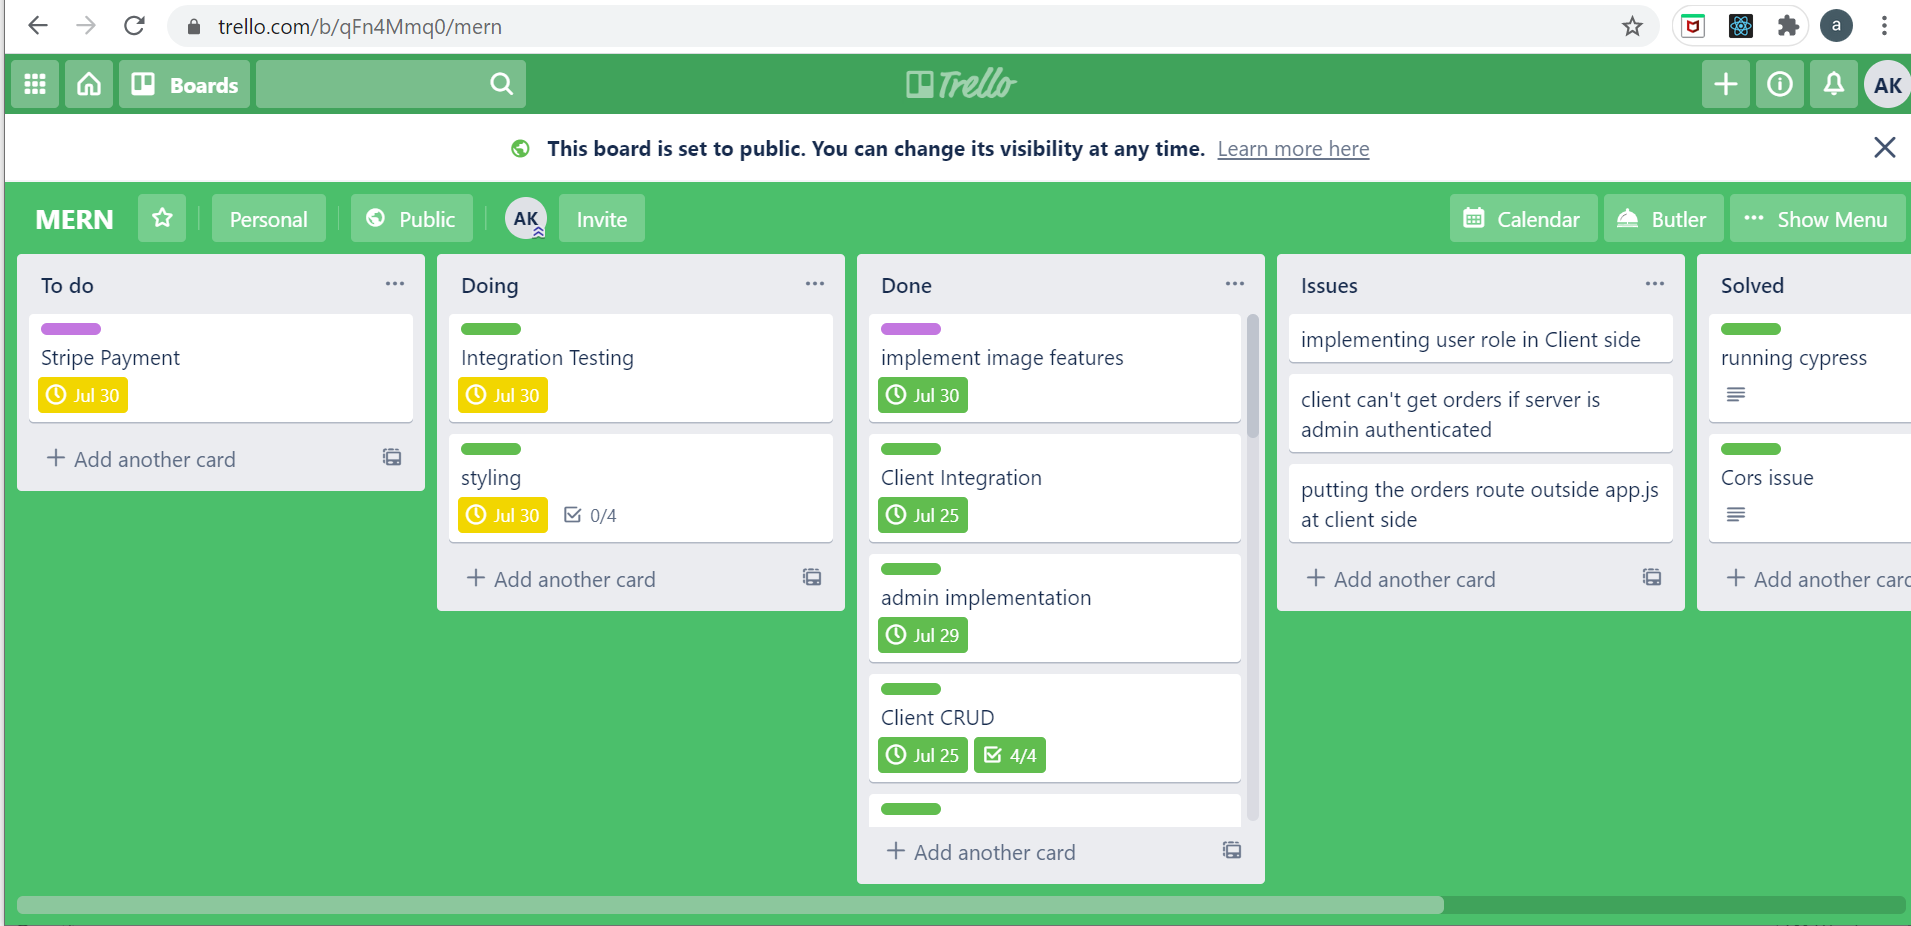 trello.com/b/qFn4Mmq0/mern
a
Boards
Trello
AK
This board is set to public. You can change its visibility at any time. Learn more here
MERN
Personal
Public
AK
Invite
Calendar
Butler
Show Menu
To do
Stripe Payment
Jul 30
Add another card
Doing
Integration Testing
Jul 30
styling
Jul 30
0/4
Add another card
Done
implement image features
Jul 30
Client Integration
Jul 25
admin implementation
Jul 29
Client CRUD
Jul 25
4/4
Add another card
Issues
implementing user role in Client side
client can't get orders if server is
admin authenticated
putting the orders route outside app.js
at client side
Add another card
Solved
running cypress
Cors issue
Add another card